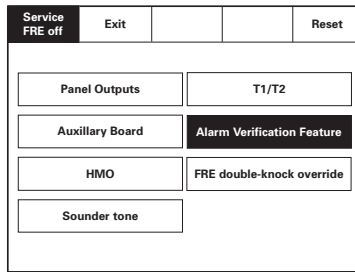 Service
FRE off
Exit
Reset
Panel Outputs
T1/T2
Auxillary Board
Alarm Verification Feature
HMO
FRE double-knock override
Sounder tone